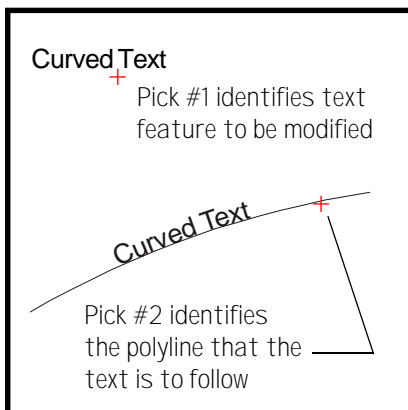 Curved Text
Pick #1 identifies text
feature to be modified
Curved Text
Pick #2 identifies
the polyline that the
text is to follow